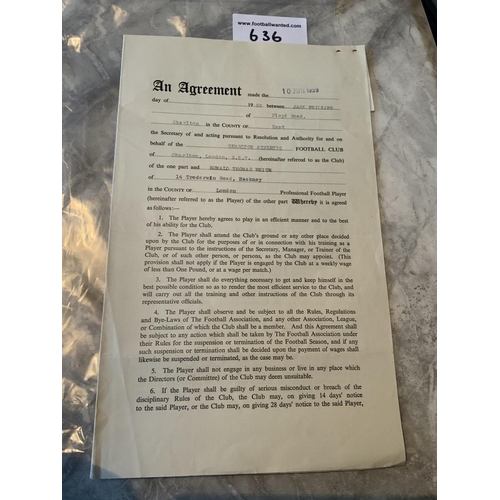 www.footballwanted.com
636
An Agreement made the 10
day of 19 between JACK
of Floyd Road,
Charlton in the COUNTY OF Kent
the Secretary of and acting pursuant to Resolution and Authority for and on
behalf of the CHARLTON ATHLETIC FOOTBALL CLUB
of Charlton, London, S.E.7. (hereinafter referred to as the Club)
of the one part and RONALD THOMAS
of 14 Road, Hackney
in the COUNTY OF London Professional Football Player
(hereinafter referred to as the Player) of the other part Whereby it is agreed
as follows:—
1. The Player hereby agrees to play in an efficient manner and to the best
of his ability for the Club.
2. The Player shall attend the Club's ground or any other place decided
upon by the Club for the purposes of or in connection with his training as a
Player pursuant to the instructions of the Secretary, Manager, or Trainer of the
Club, or of such other person, or persons, as the Club may appoint. (This
provision shall not apply if the Player is engaged by the Club at a weekly wage
of less than One Pound, or at a wage per match.)
3. The Player shall do everything necessary to get and keep himself in the
best possible condition so as to render the most efficient service to the Club, and
will carry out all the training and other instructions of the Club through its
representative officials.
4. The Player shall observe and be subject to all the Rules, Regulations
and Bye-Laws of The Football Association, and any other Association, League,
or Combination of which the Club shall be a member. And this Agreement shall
be subject to any action which shall be taken by The Football Association under
their Rules for the suspension or termination of the Football Season, and if any
such suspension or termination shall be decided upon the payment of wages shall
likewise be suspended or terminated, as the case may be.
5. The Player shall not engage in any business or live in any place which
the Directors (or Committee) of the Club may deem unsuitable.
6. If the Player shall be guilty of serious misconduct or breach of the
disciplinary Rules of the Club, the Club may, on giving 14 days' notice
to the said Player, or the Club may, on giving 28 days' notice to the said Player,